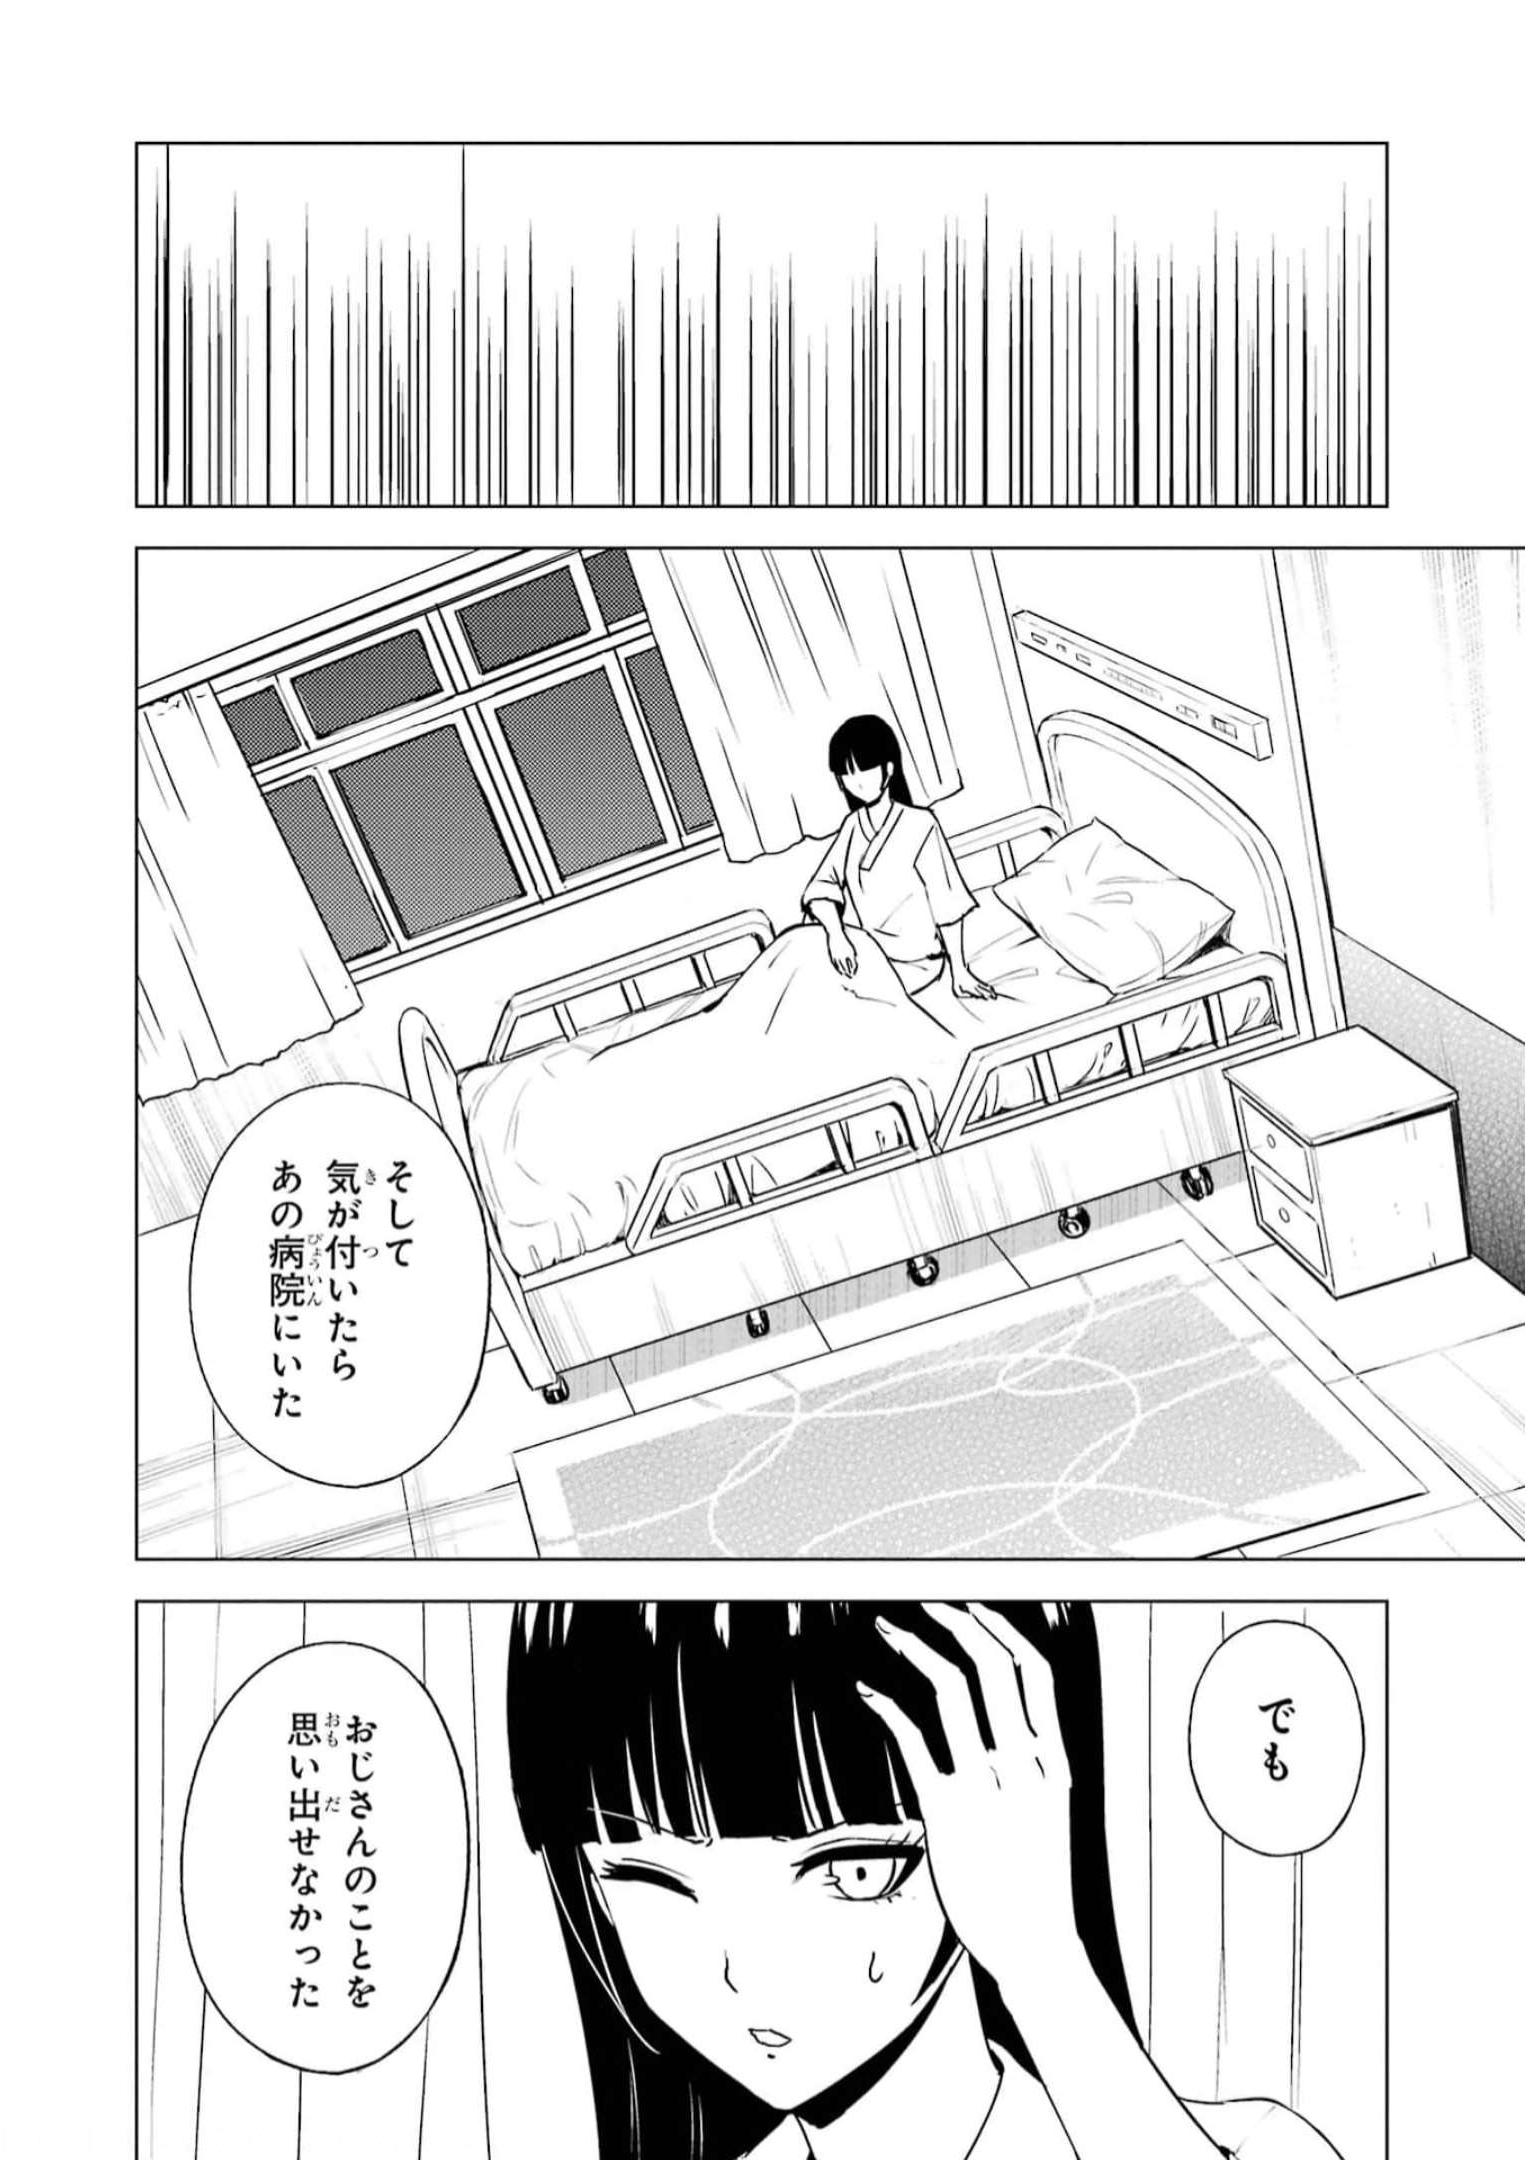 そして
気が付いたら
あの病院にいた
でも
おじさんのことを
思い出せなかった